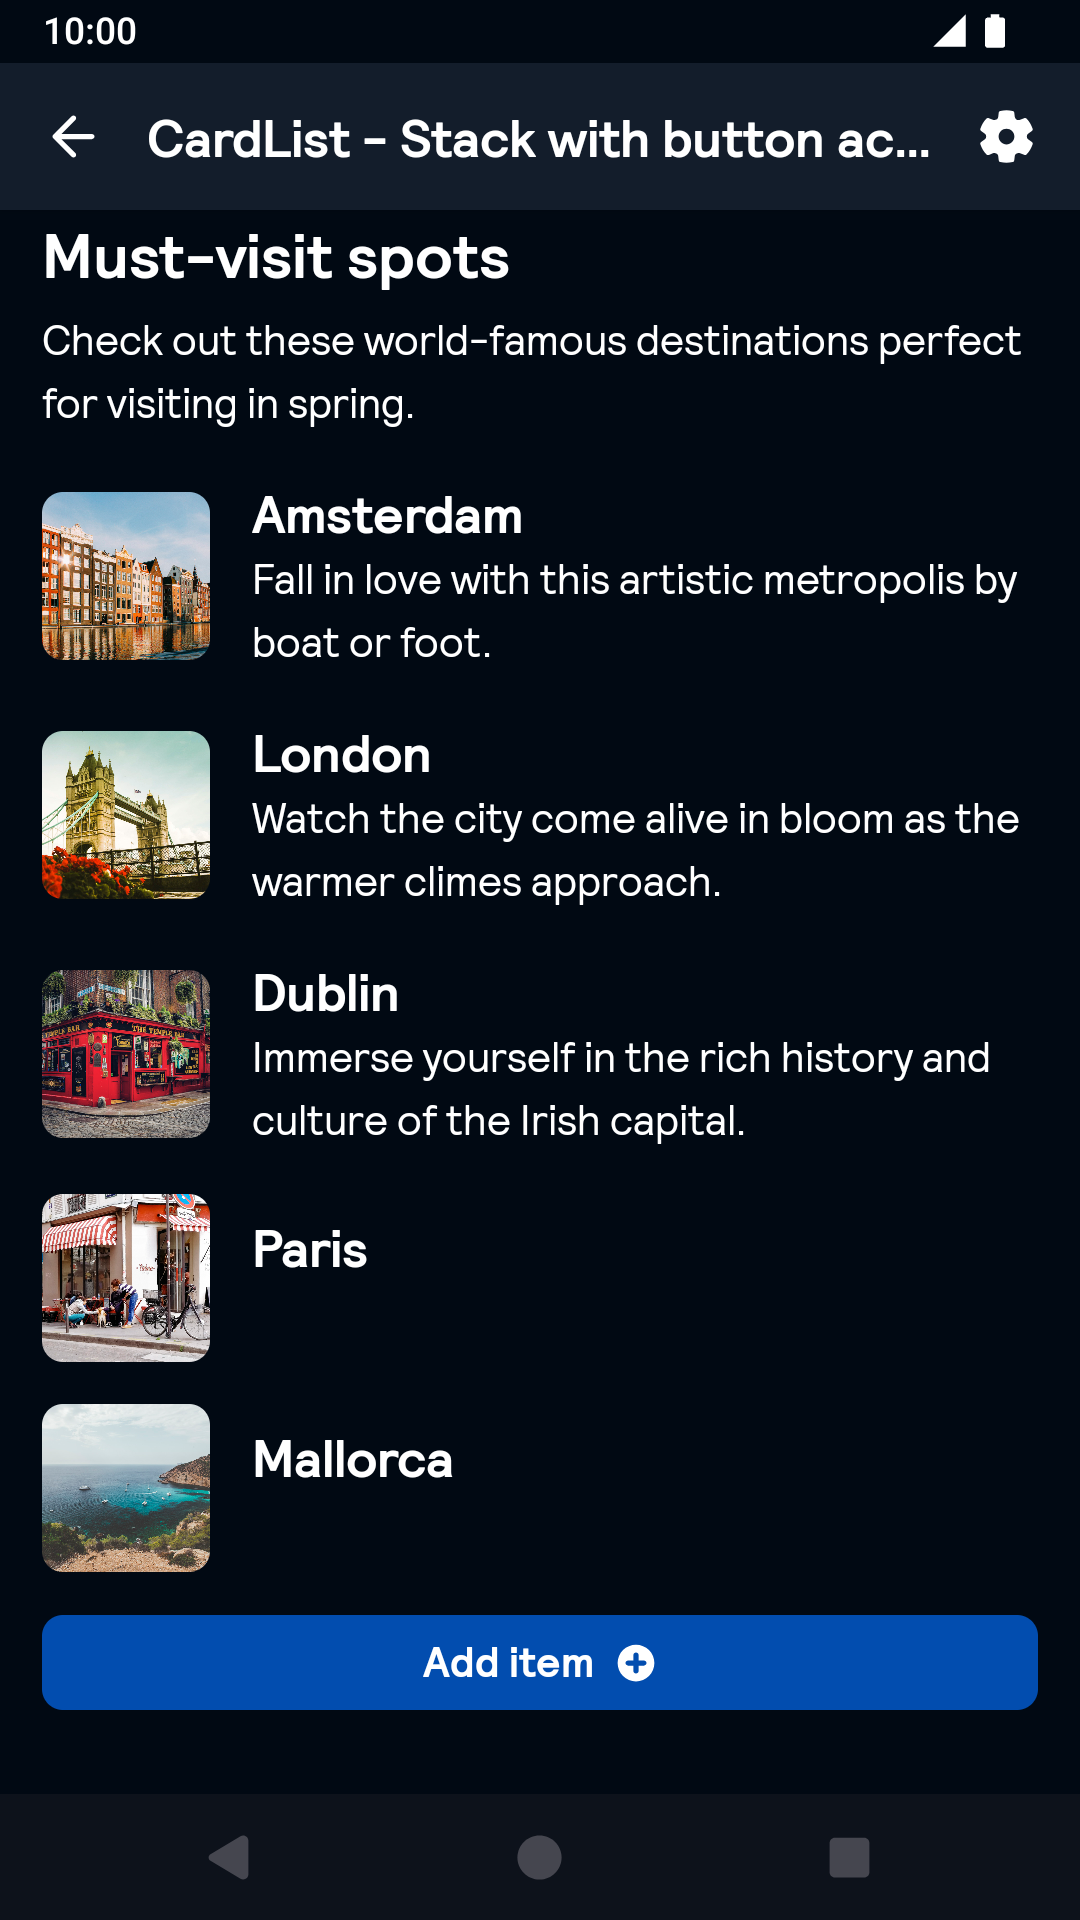 10:00
CardList - Stack with button ac...
Must-visit spots
Check out these world-famous destinations perfect
for visiting in spring.
Amsterdam
Fall in love with this artistic metropolis by
boat or foot.
London
Watch the city come alive in bloom as the
warmer climes approach.
Dublin
Immerse yourself in the rich history and
culture of the Irish capital.
THE TEMPLE BAR
Paris
Mallorca
Add item